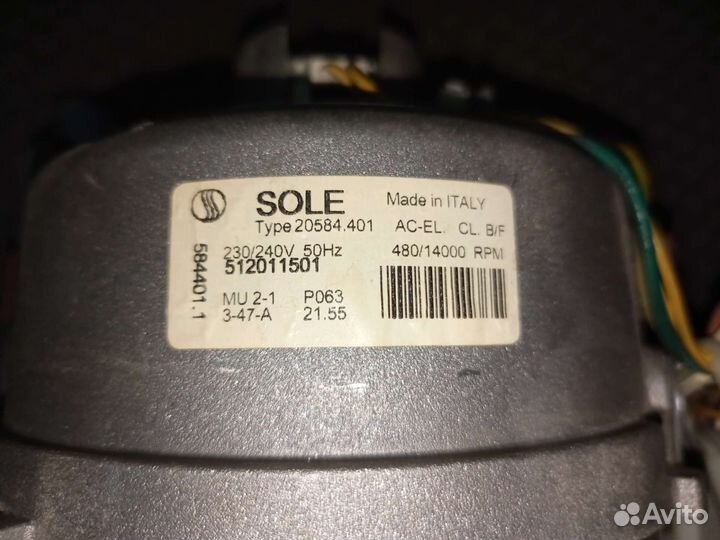 SOLE
Made in ITALY
Type 20584.401
AC-EL. CL. B/F
230/240V 50Hz
480/14000 RPM
512011501
MU 2-1 P063
3-47-A 21.55
584401.1
Avito